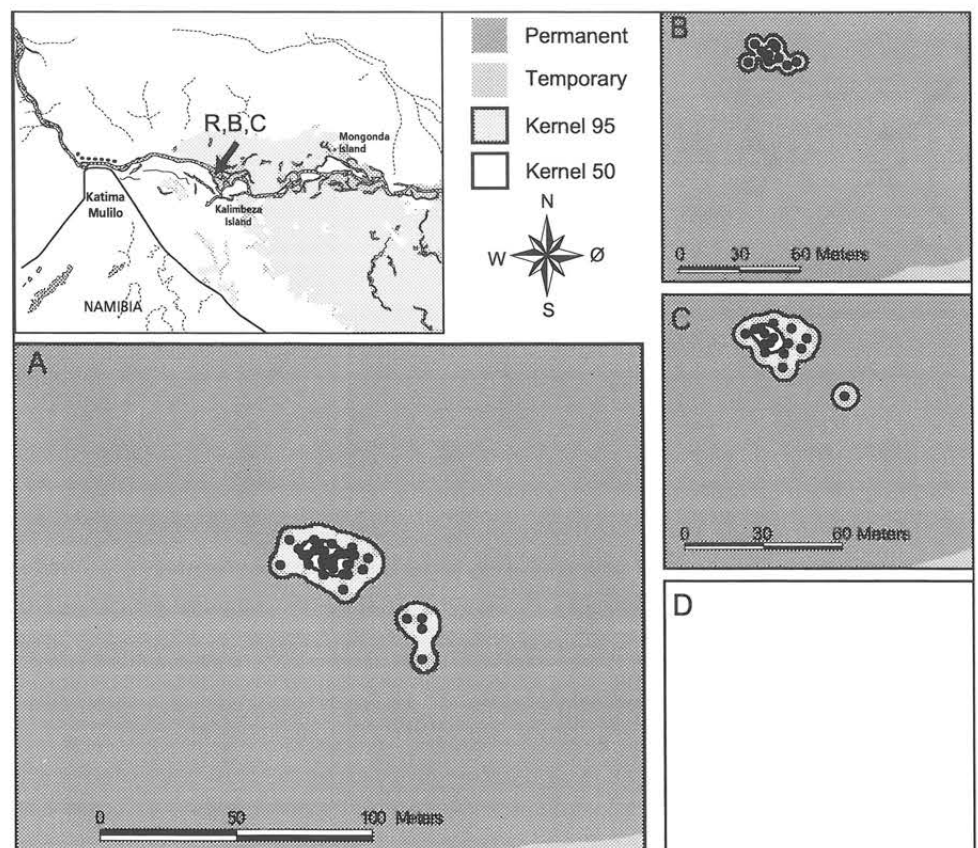 R,B,C
Mongonda
Island
Katima
Mulilo
Kalimbeza
Island
NAMIBIA
Permanent
Temporary
Kernel 95
Kernel 50
N
W Ø
S
B
0 30 60 Meters
C
0 30 60 Meters
A
0 50 100 Meters
D